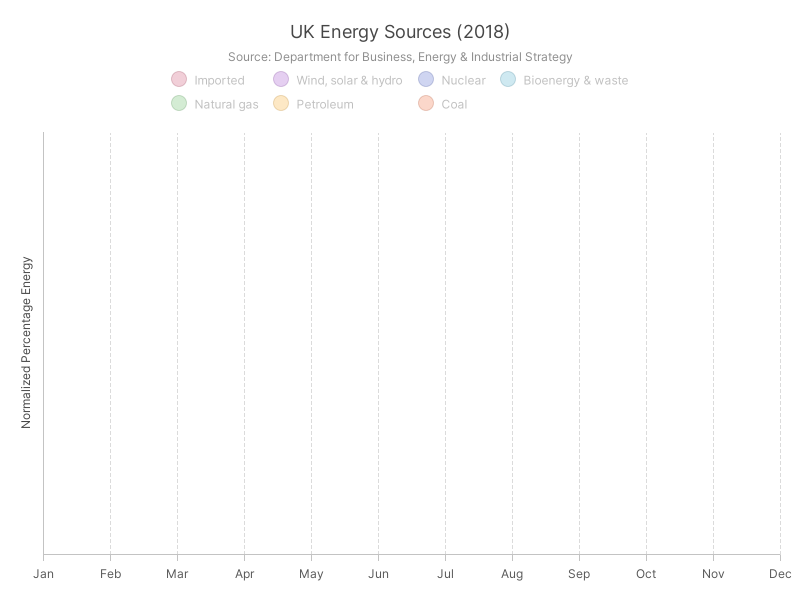 UK Energy Sources (2018)
Source: Department for Business, Energy & Industrial Strategy
Imported Wind, solar & hydro Nuclear Bioenergy & waste
Natural gas Petroleum Coal
Normalized Percentage Energy
Jan Feb Mar Apr May Jun Jul Aug Sep Oct Nov Dec